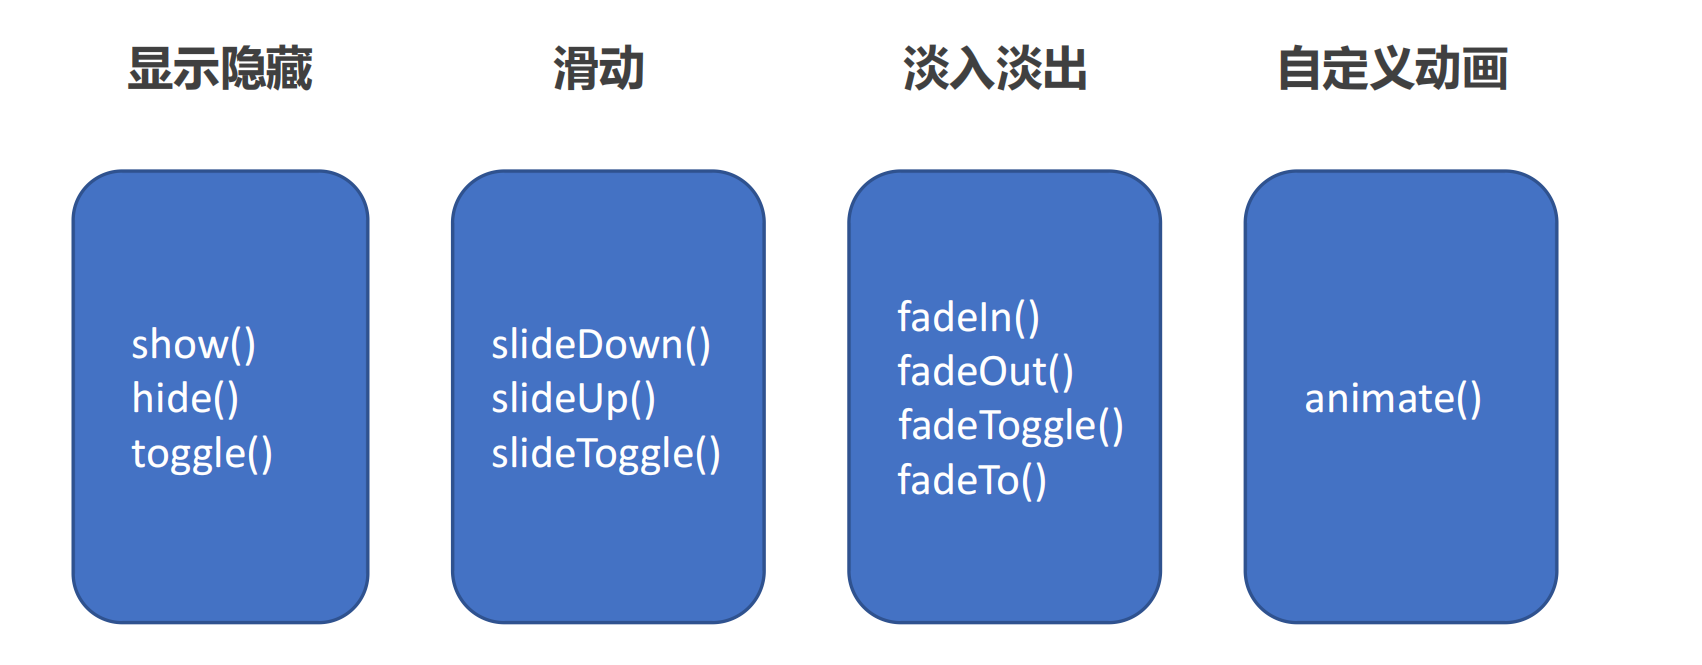 显示隐藏
滑动
淡入淡出
自定义动画
show()
hide()
toggle()
slideDown()
slideUp()
slideToggle()
fadeIn()
fadeOut()
fadeToggle()
fadeTo()
animate()